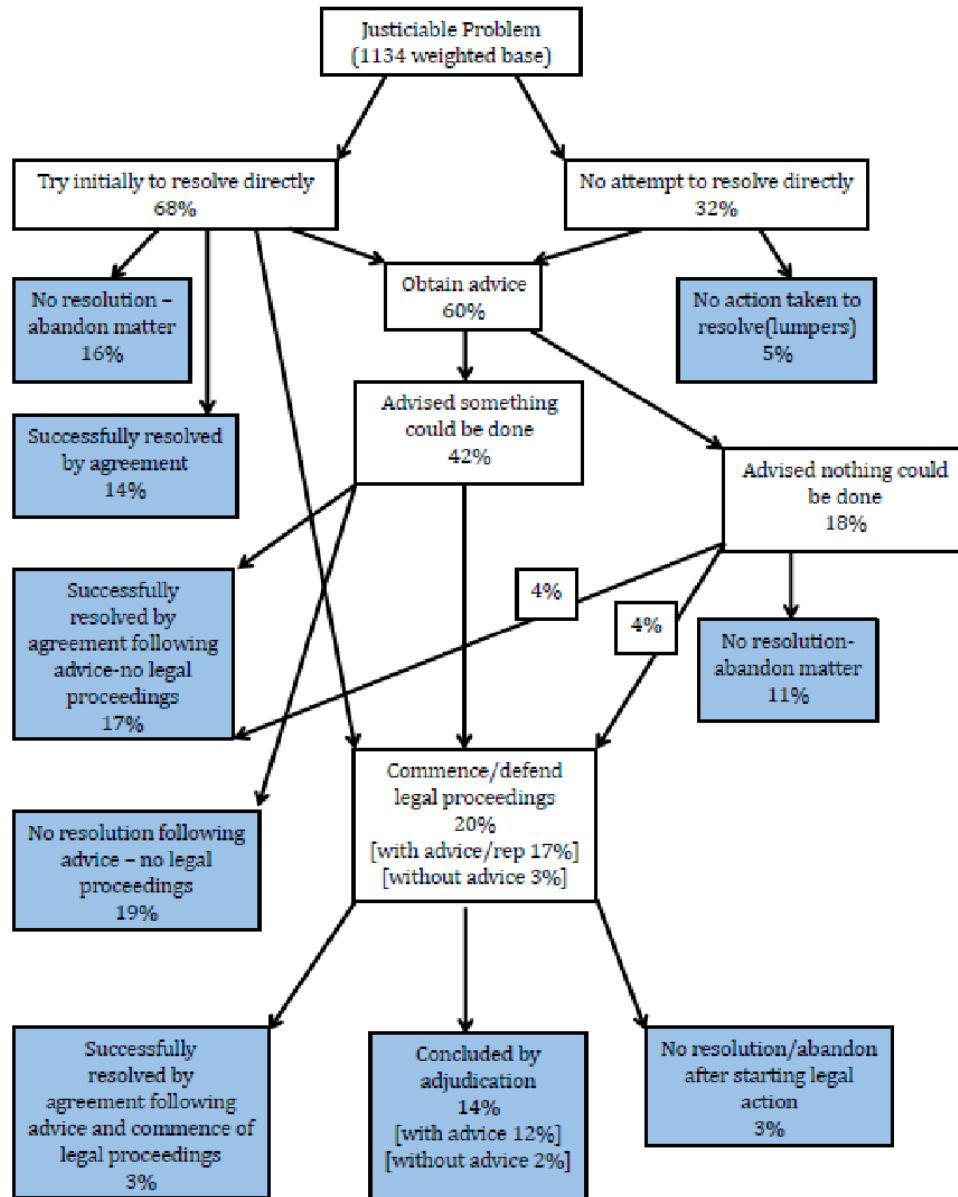 Justiciable Problem
(1134 weighted base)
Try initially to resolve directly
68%
No attempt to resolve directly
32%
No resolution –
abandon matter
16%
Obtain advice
60%
No action taken to
resolve(lumpers)
5%
Successfully resolved
by agreement
14%
Advised something
could be done
42%
Advised nothing could
be done
18%
Successfully
resolved by
agreement following
advice-no legal
proceedings
17%
4%
4%
No resolution-
abandon matter
11%
Commence/defend
legal proceedings
20%
[with advice/rep 17%]
[without advice 3%]
No resolution following
advice – no legal
proceedings
19%
Successfully
resolved by
agreement following
advice and commence of
legal proceedings
3%
Concluded by
adjudication
14%
[with advice 12%]
[without advice 2%]
No resolution/abandon
after starting legal
action
3%